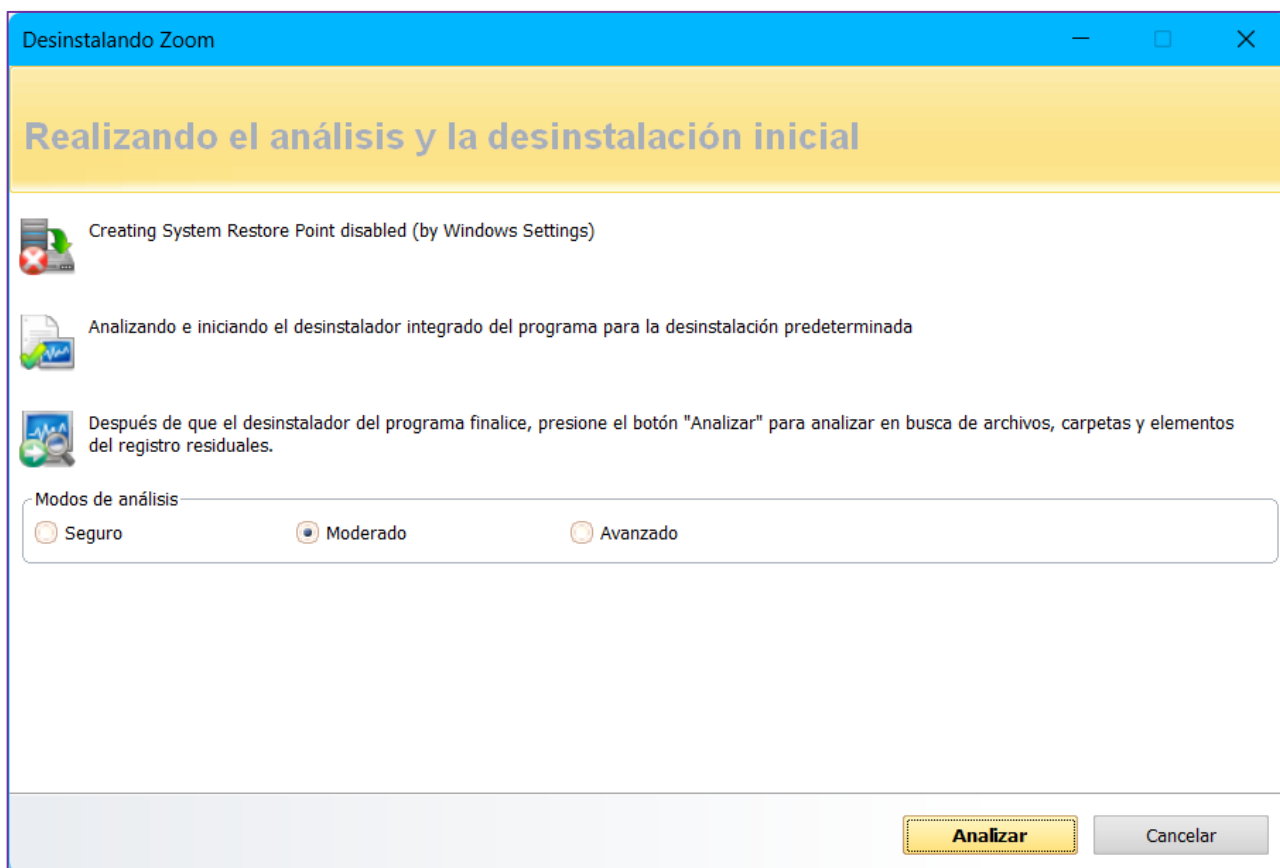 Desinstalando Zoom
Realizando el análisis y la desinstalación inicial
Creating System Restore Point disabled (by Windows Settings)
Analizando e iniciando el desinstalador integrado del programa para la desinstalación predeterminada
Después de que el desinstalador del programa finalice, presione el botón "Analizar" para analizar en busca de archivos, carpetas y elementos
del registro residuales.
Modos de análisis
Seguro Moderado Avanzado
Analizar Cancelar